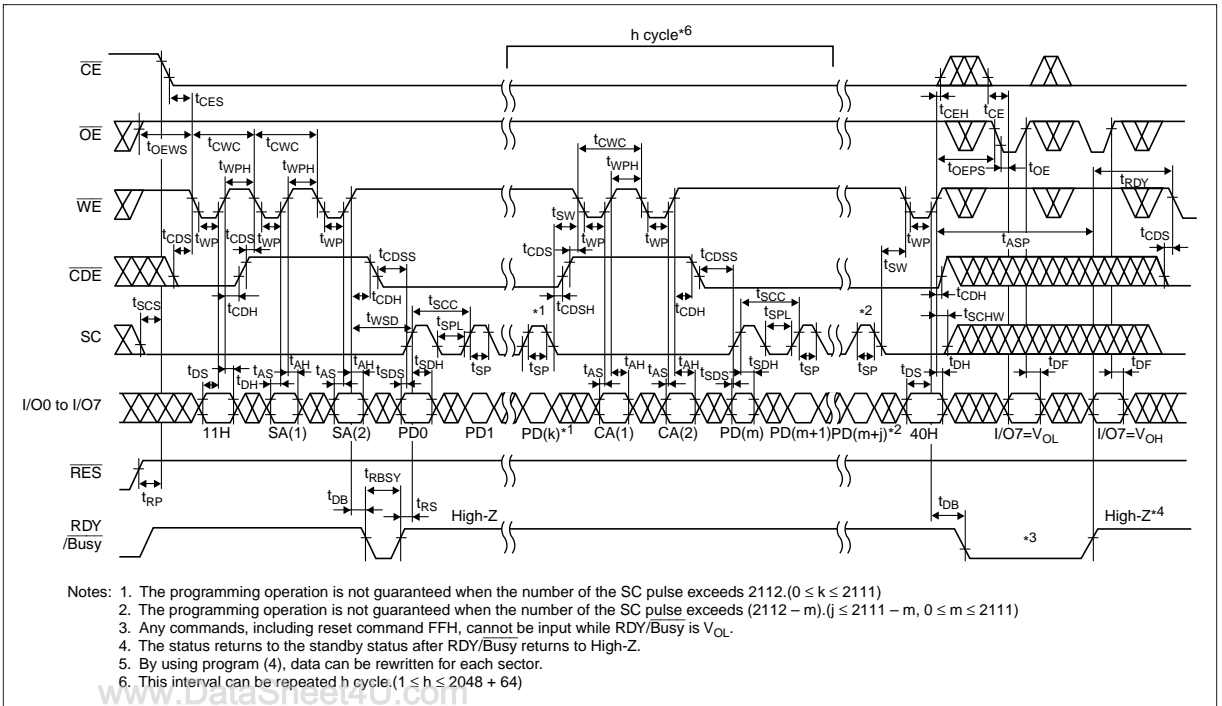 h cycle*6
CE
tCES
tCEH
tCE
OE
tOEWS
tCWC
tCWC
tCWC
tWPH
tWPH
tWPH
tOEPS
tOE
tRDY
WE
tWP
tWP
tWP
tSW
tWP
tWP
tWP
tCDS
tCDS
tCDS
tSW
tASP
tCDS
CDE
tCDSS
tCDSS
tCDH
tCDH
tCDSH
tCDH
tCDH
tSCS
tWSD
tSCC
tSPL
*1
tSCC
tSPL
*2
tSCHW
SC
tSP
tSP
tSP
tSP
tDS
tDH
tAS
tAH
tAS
tAH
tSDS
tSDH
tAS
tAH
tAS
tAH
tSDS
tSDH
tDS
tDH
tDF
tDF
I/O0 to I/O7
11H
SA(1)
SA(2)
PD0
PD1
PD(k)*1
CA(1)
CA(2)
PD(m)
PD(m+1)
PD(m+j)*2
40H
I/O7=VOL
I/O7=VOH
RES
tRP
tDB
tRBSY
tRS
tDB
RDY
/Busy
High-Z
*3
High-Z*4
Notes: 1. The programming operation is not guaranteed when the number of the SC pulse exceeds 2112.(0 ≤ k ≤ 2111)
2. The programming operation is not guaranteed when the number of the SC pulse exceeds (2112 – m).(j ≤ 2111 – m, 0 ≤ m ≤ 2111)
3. Any commands, including reset command FFH, cannot be input while RDY/Busy is VOL.
4. The status returns to the standby status after RDY/Busy returns to High-Z.
5. By using program (4), data can be rewritten for each sector.
6. This interval can be repeated h cycle.(1 ≤ h ≤ 2048 + 64)
www.DataSheet4U.com